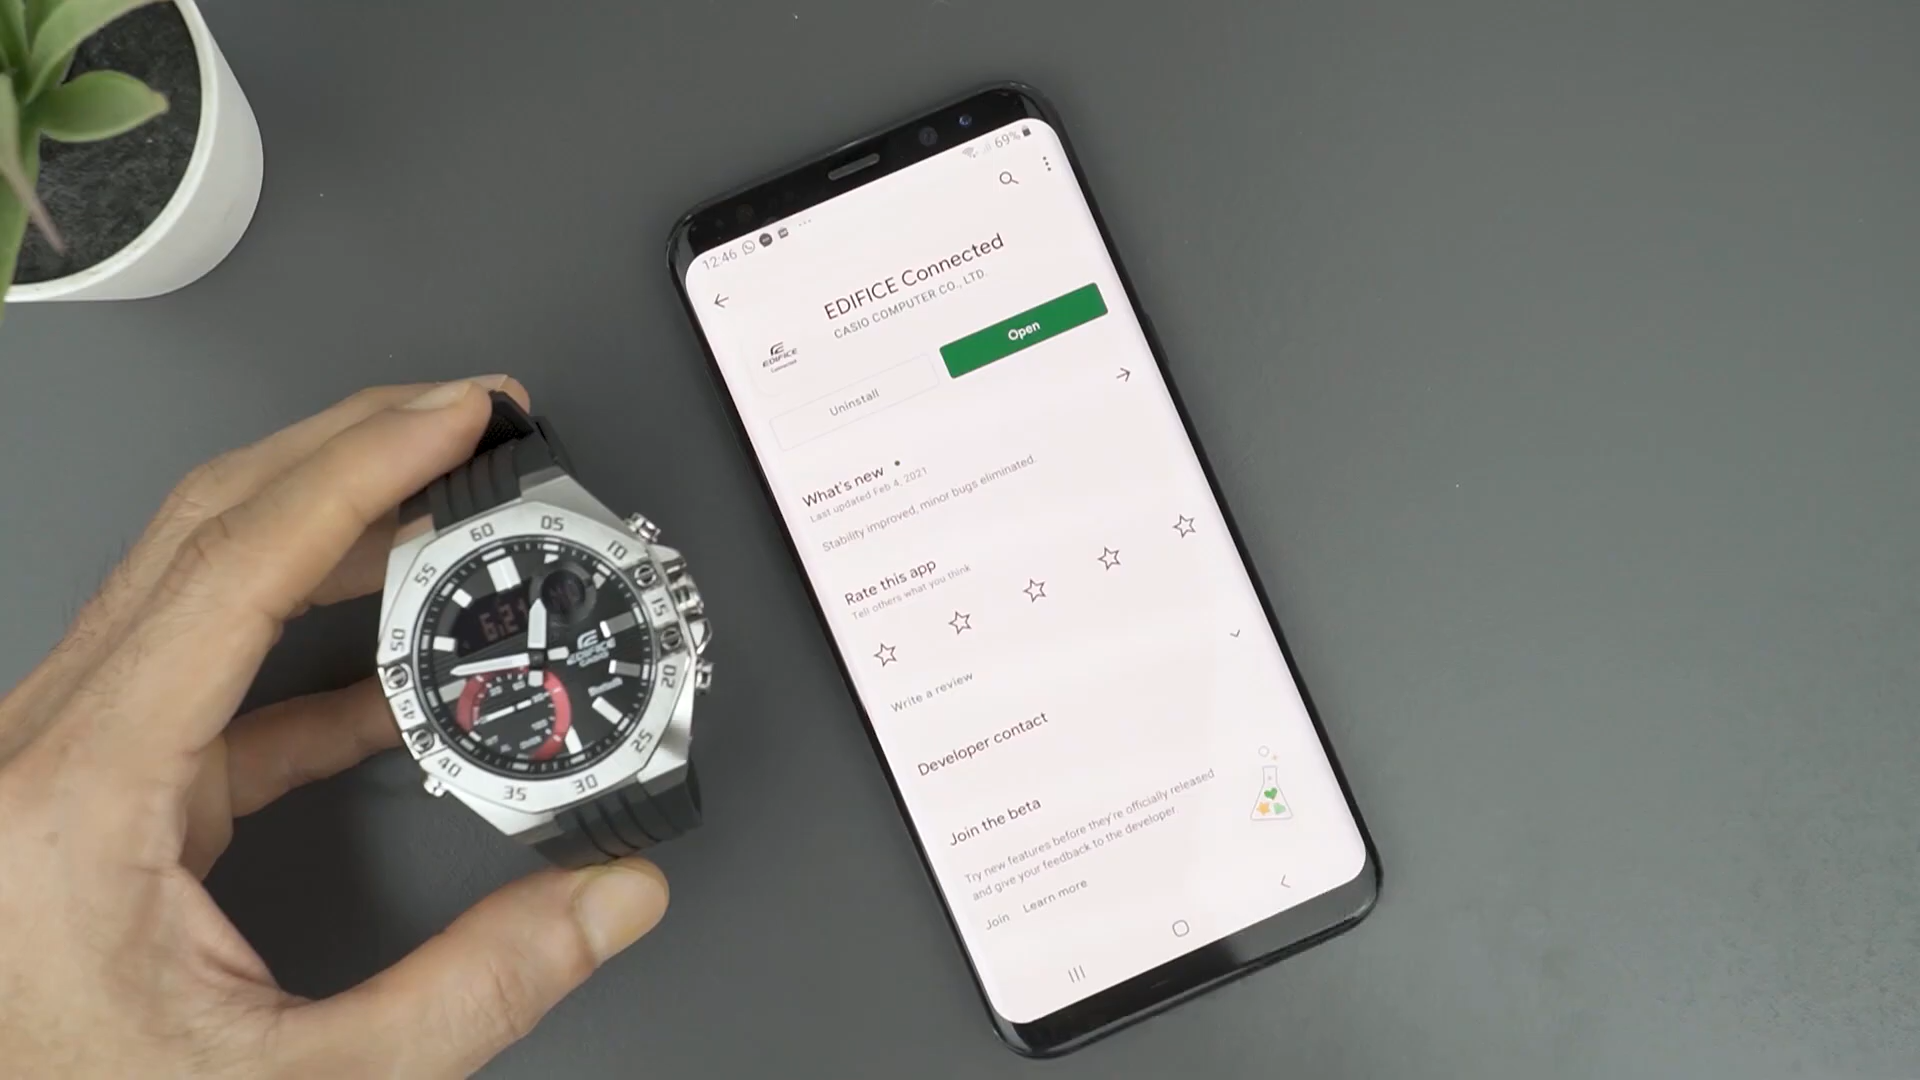 12:46
69%
EDIFICE Connected
CASIO COMPUTER CO., LTD.
EDIFICE
Connected
Uninstall
Open
What's new
Last updated Feb 4, 2021
Stability improved, minor bugs eliminated.
Rate this app
Tell others what you think
Write a review
Developer contact
Join the beta
Try new features before they're officially released
and give your feedback to the developer
Join
Learn more
60
05
10
15
20
25
30
35
40
45
50
55
EDIFICE
CASIO
Bluetooth